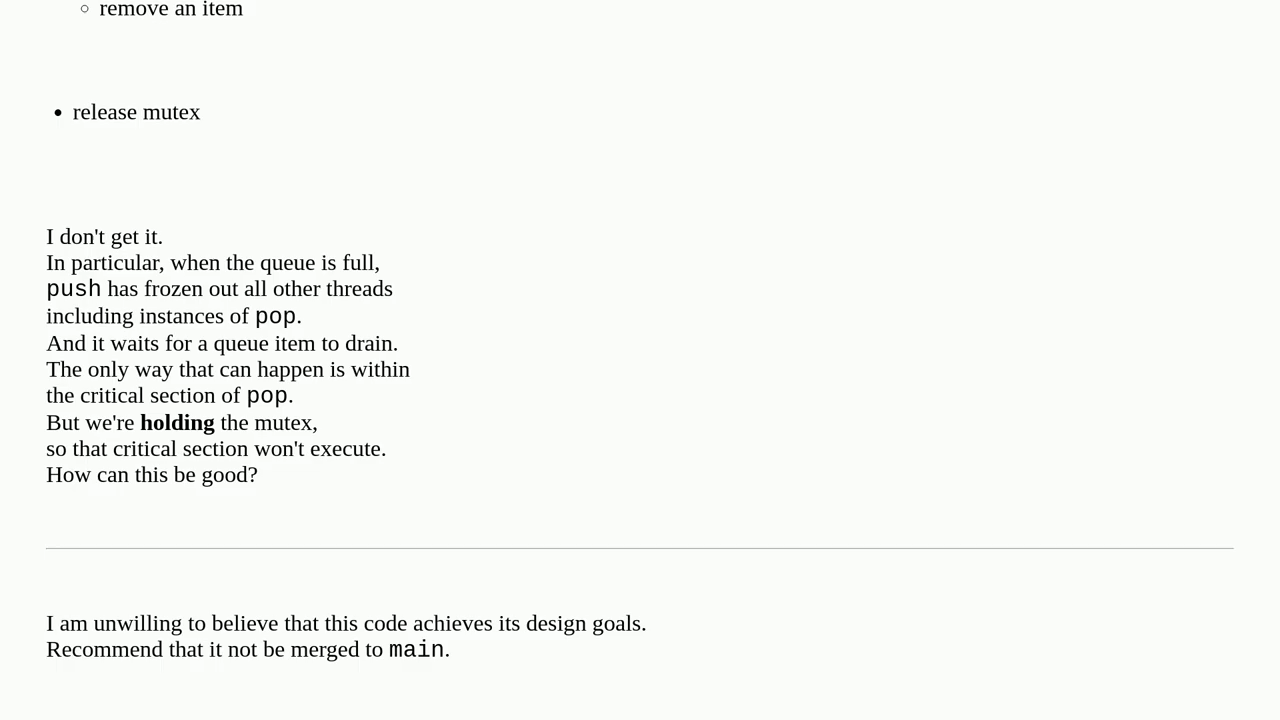 remove an item
release mutex
I don't get it.
In particular, when the queue is full,
push has frozen out all other threads
including instances of pop.
And it waits for a queue item to drain.
The only way that can happen is within
the critical section of pop.
But we're holding the mutex,
so that critical section won't execute.
How can this be good?
I am unwilling to believe that this code achieves its design goals.
Recommend that it not be merged to main.